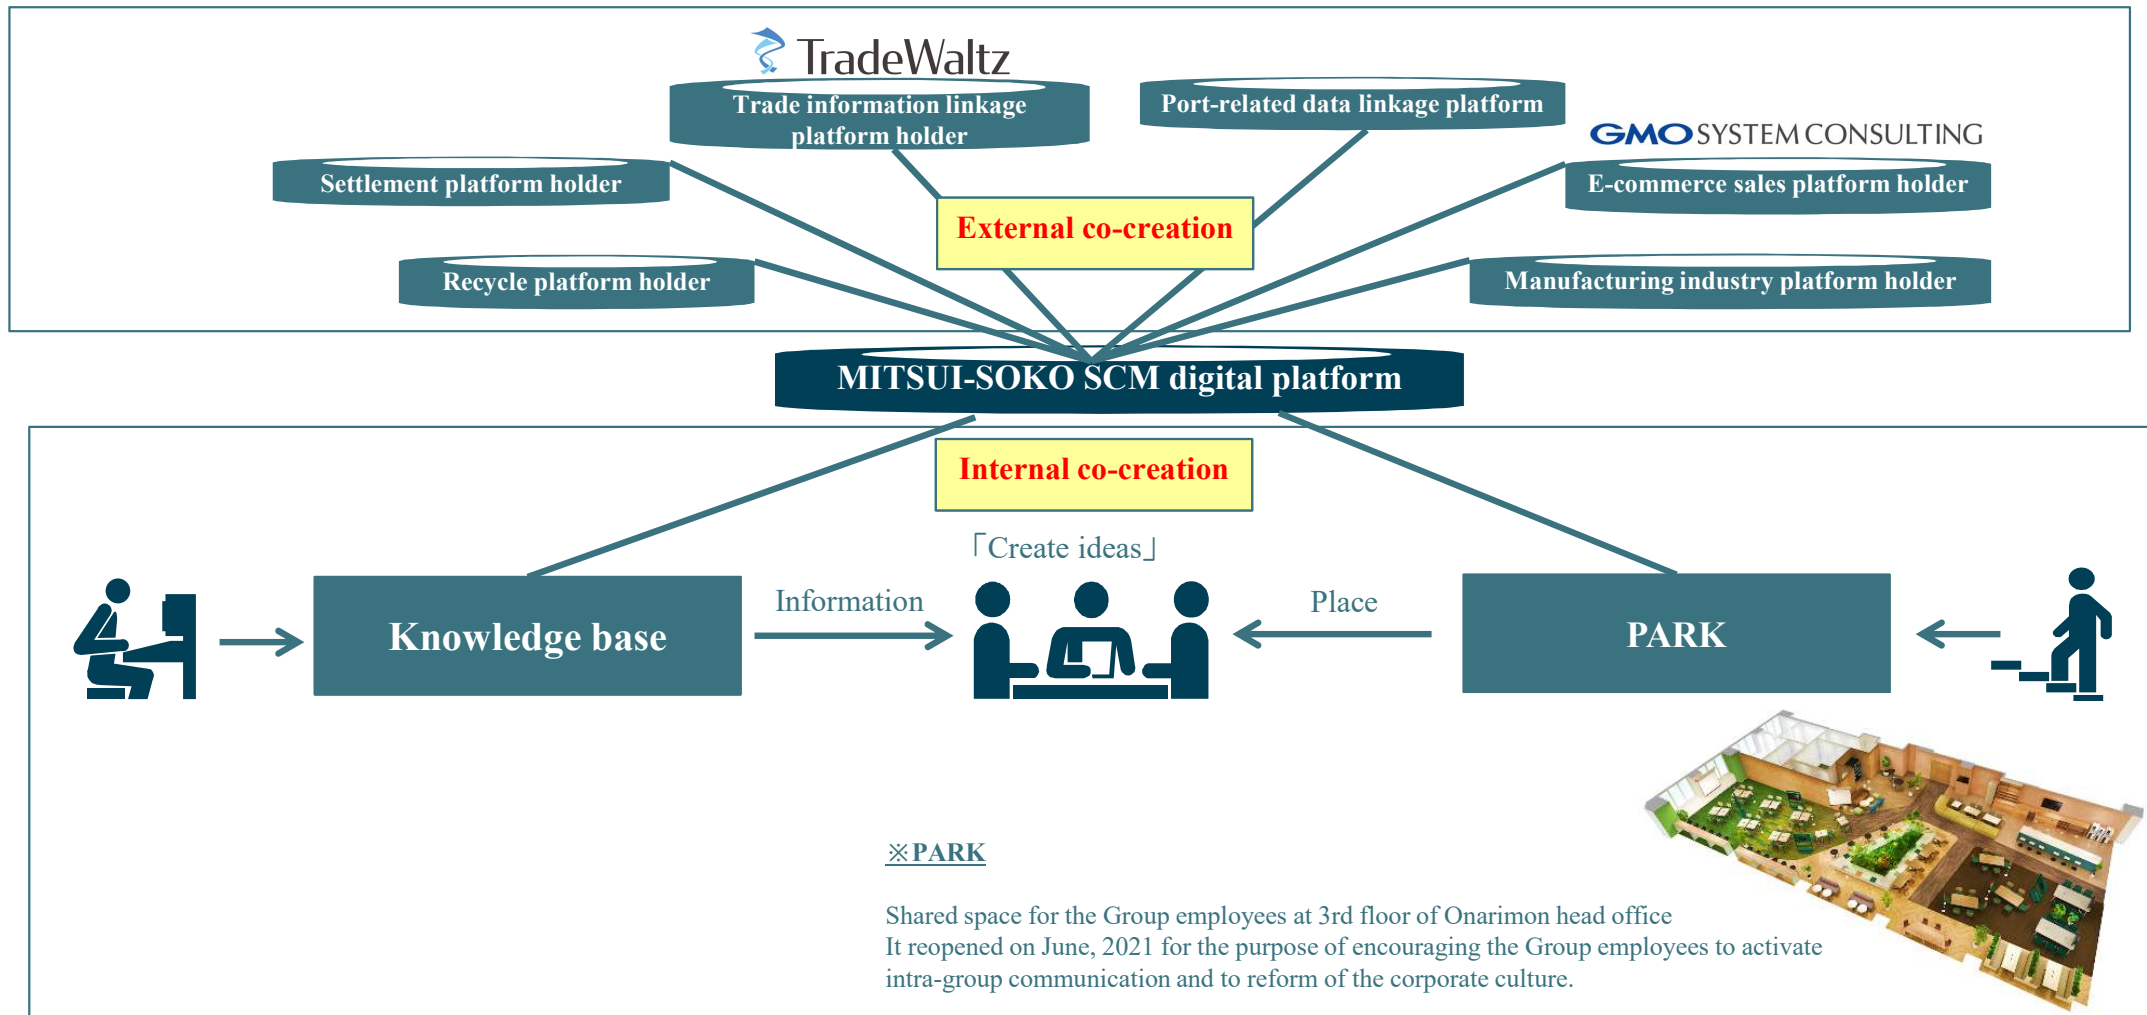 TradeWaltz
Trade information linkage
platform holder
Port-related data linkage platform
GMO SYSTEM CONSULTING
Settlement platform holder
E-commerce sales platform holder
External co-creation
Recycle platform holder
Manufacturing industry platform holder
MITSUI-SOKO SCM digital platform
Internal co-creation
「Create ideas」
Information
Place
Knowledge base
PARK
※PARK
Shared space for the Group employees at 3rd floor of Onarimon head office
It reopened on June, 2021 for the purpose of encouraging the Group employees to activate
intra-group communication and to reform of the corporate culture.